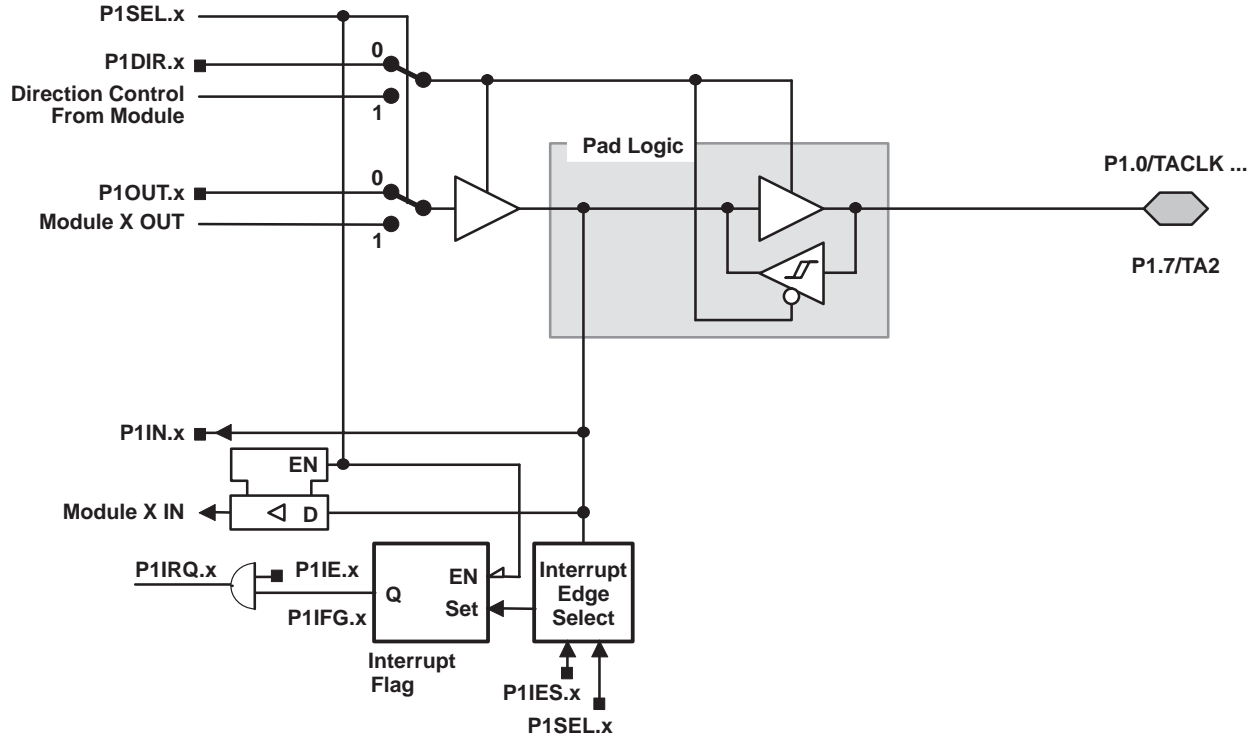 P1SEL.x
P1DIR.x
0
Direction Control
From Module
1
Pad Logic
P1.0/TACLK ...
P1OUT.x
0
Module X OUT
1
P1.7/TA2
P1IN.x
EN
Module X IN
D
P1IRQ.x
P1IE.x
P1IFG.x
Q
EN
Set
Interrupt
Edge
Select
Interrupt
Flag
P1IES.x
P1SEL.x